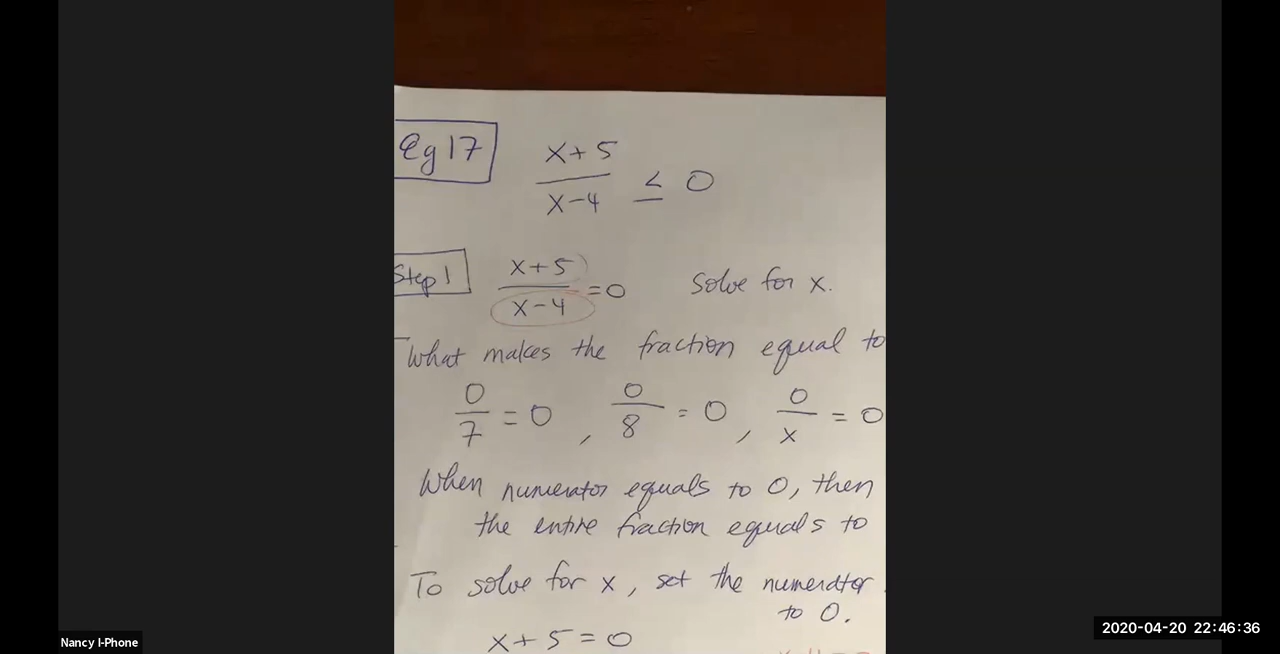 Eg 17
x+5
x-4 ≤ 0
Step 1
x+5
x-4 =0 Solve for x.
What makes the fraction equal to
0/7 = 0 , 0/8 = 0 , 0/x = 0
When numerator equals to 0, then
the entire fraction equals to
To solve for x, set the numerator
to 0.
x+5=0
Nancy I-Phone
2020-04-20 22:46:36